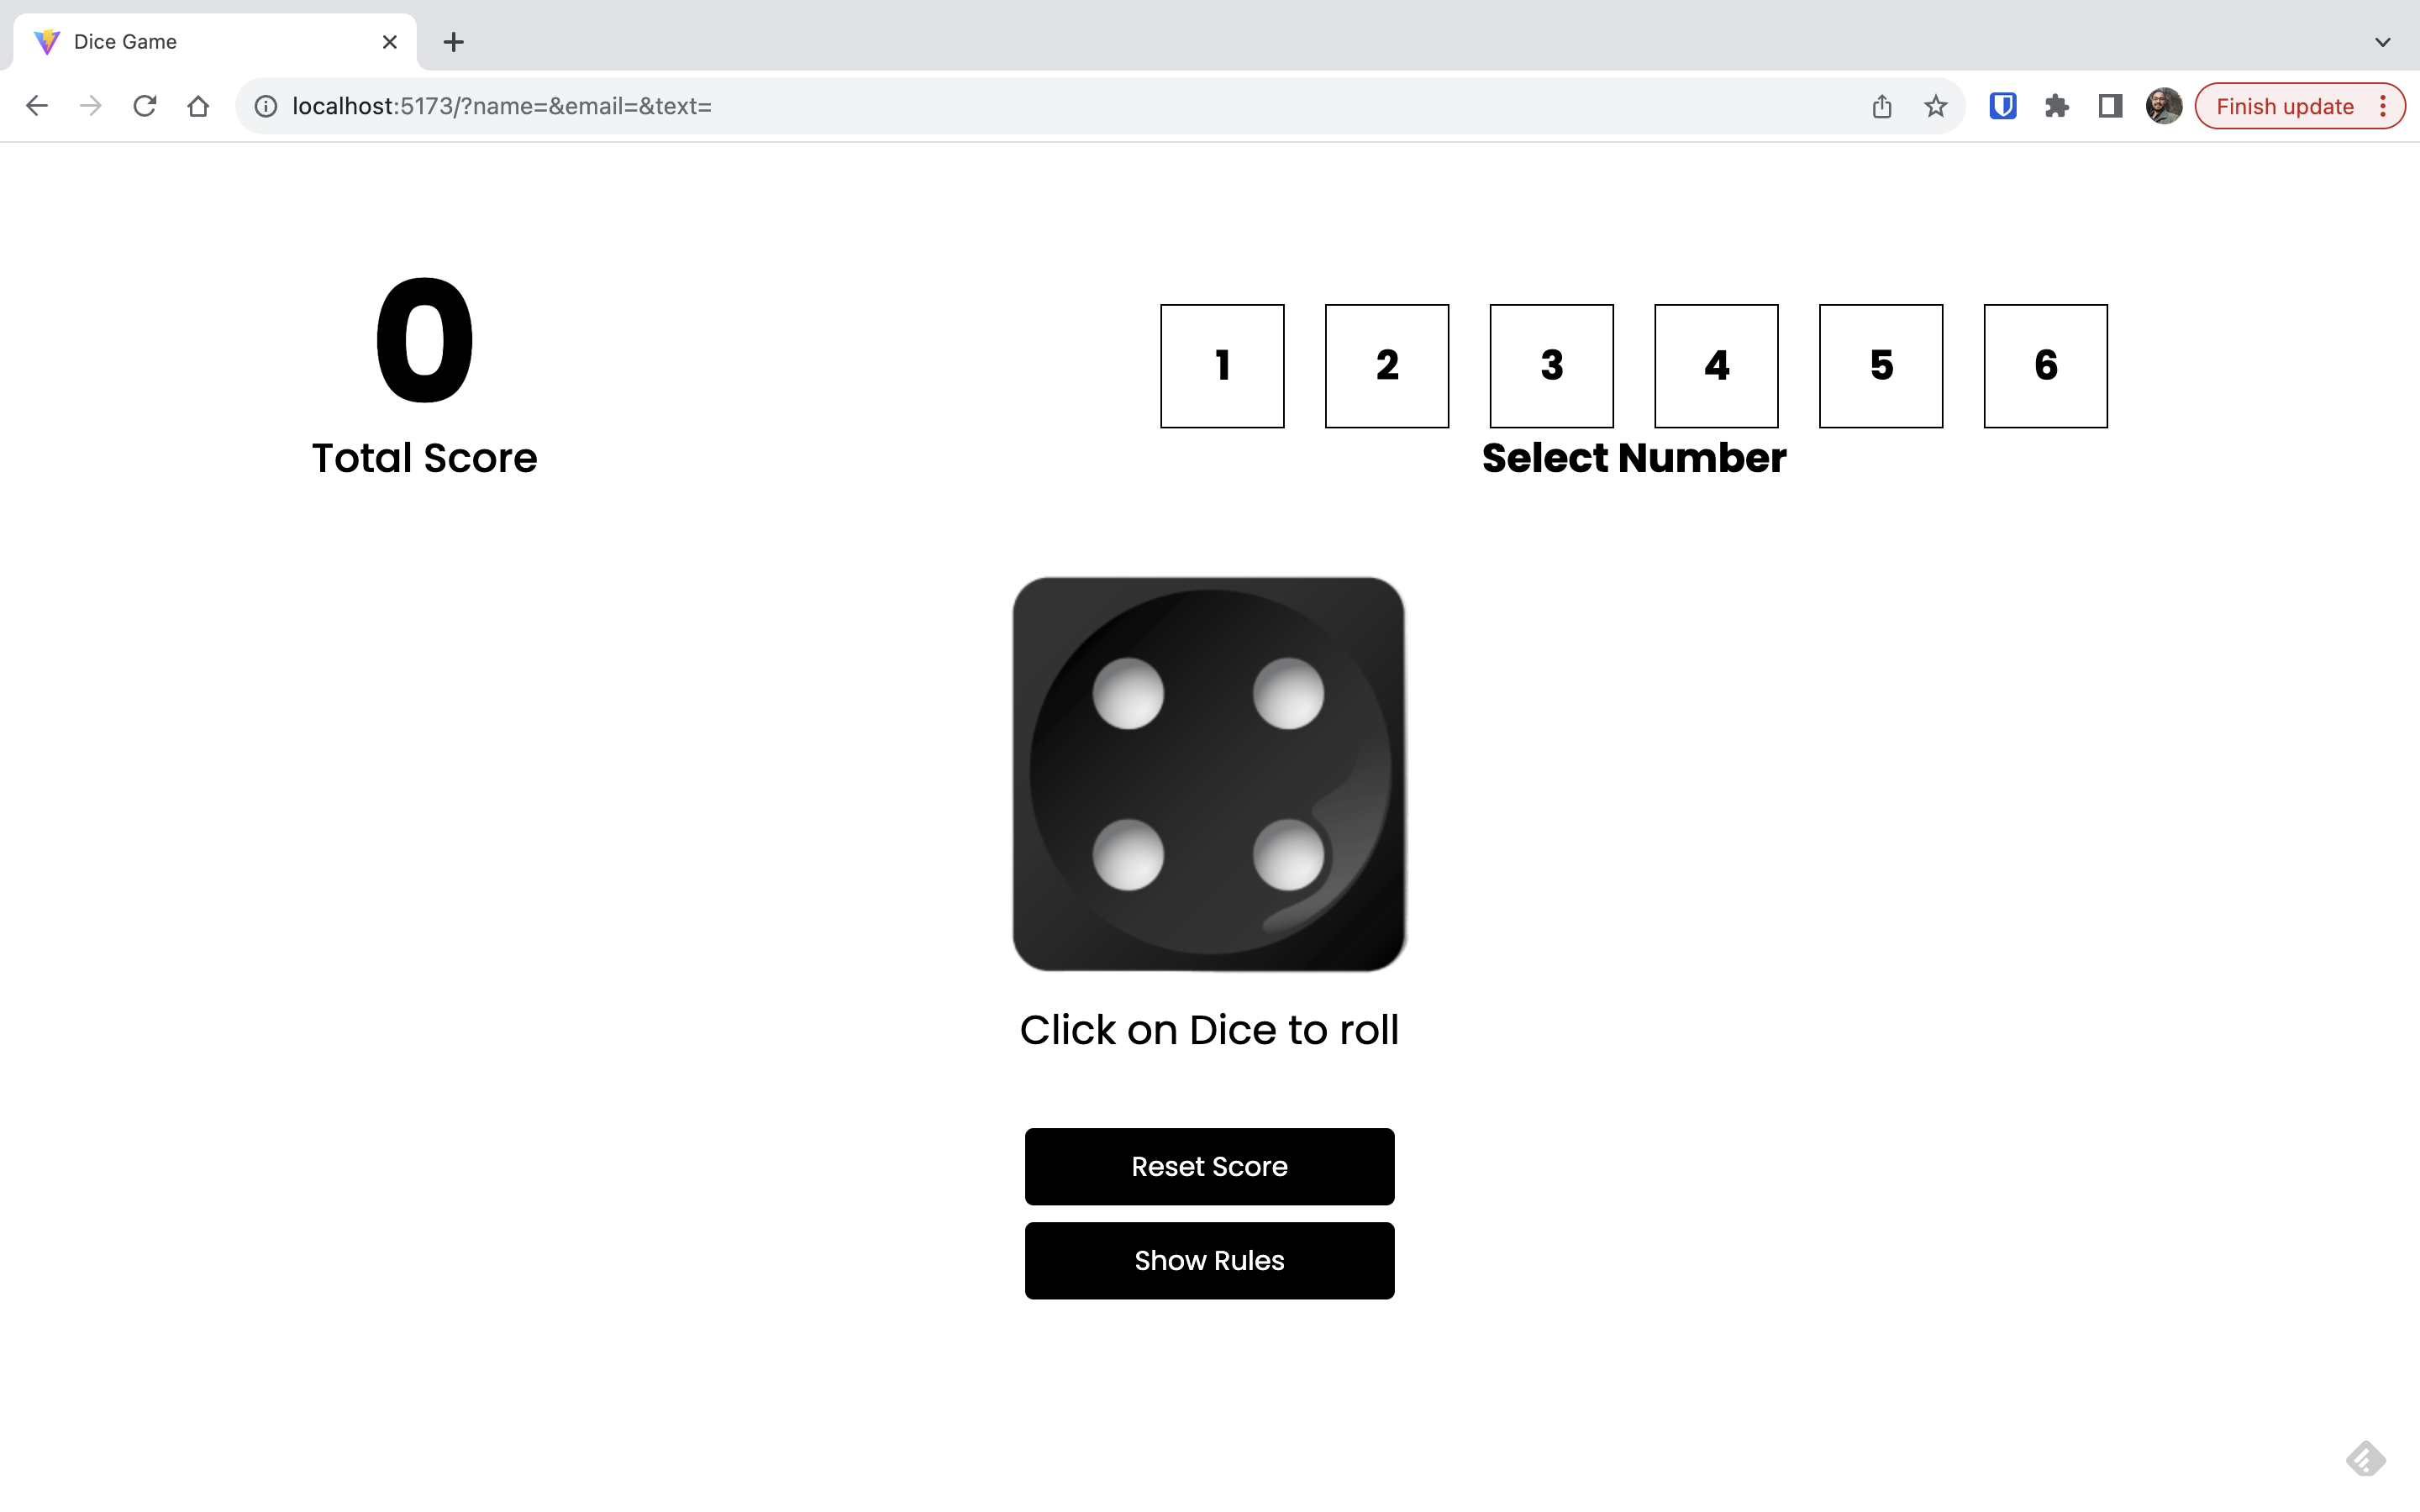 Dice Game
localhost:5173/?name=&email=&text=
Finish update
0
Total Score
1 2 3 4 5 6
Select Number
Click on Dice to roll
Reset Score
Show Rules